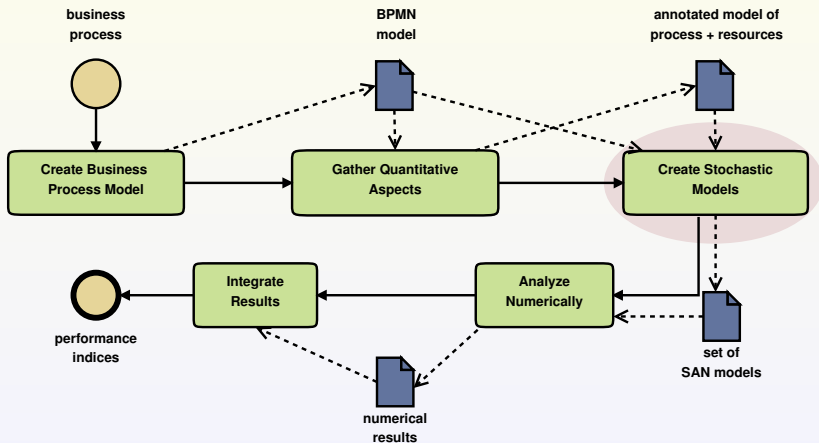 business
process
BPMN
model
annotated model of
process + resources
Create Business
Process Model
Gather Quantitative
Aspects
Create Stochastic
Models
Integrate
Results
Analyze
Numerically
performance
indices
set of
SAN models
numerical
results